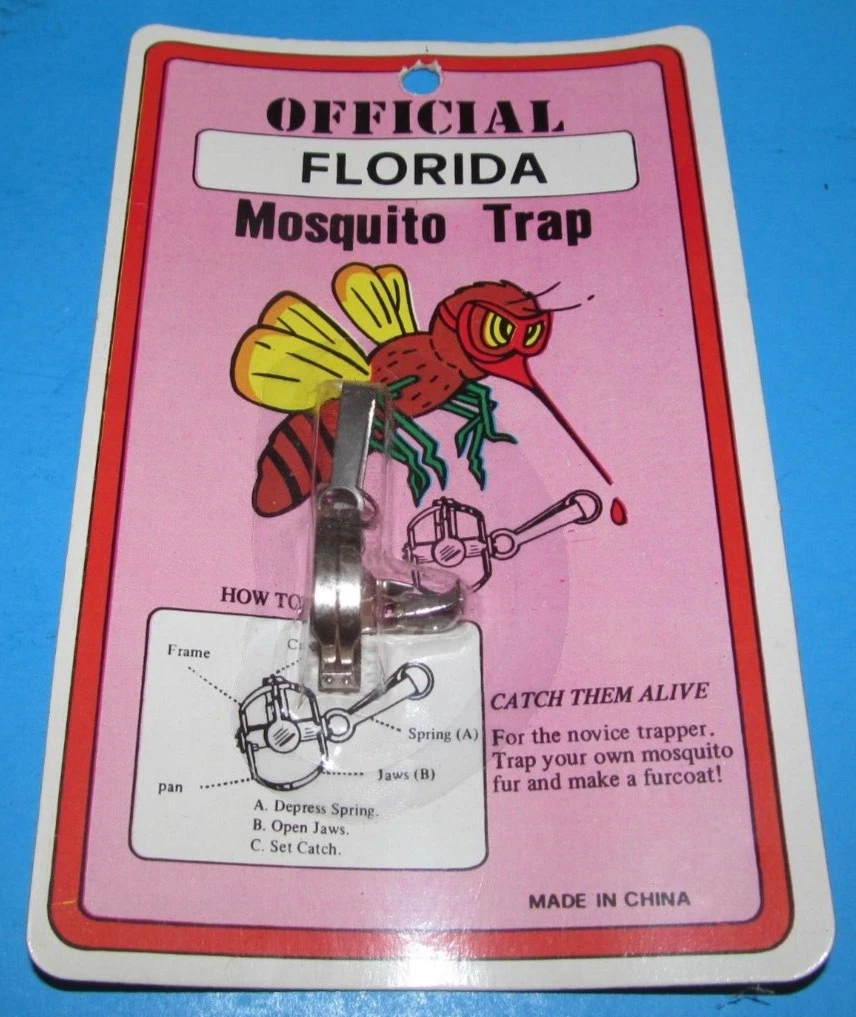 OFFICIAL
FLORIDA
Mosquito Trap
HOW TO
Frame
Spring (A)
Jaws (B)
pan
A. Depress Spring.
B. Open Jaws.
C. Set Catch.
CATCH THEM ALIVE
For the novice trapper.
Trap your own mosquito
fur and make a furcoat!
MADE IN CHINA